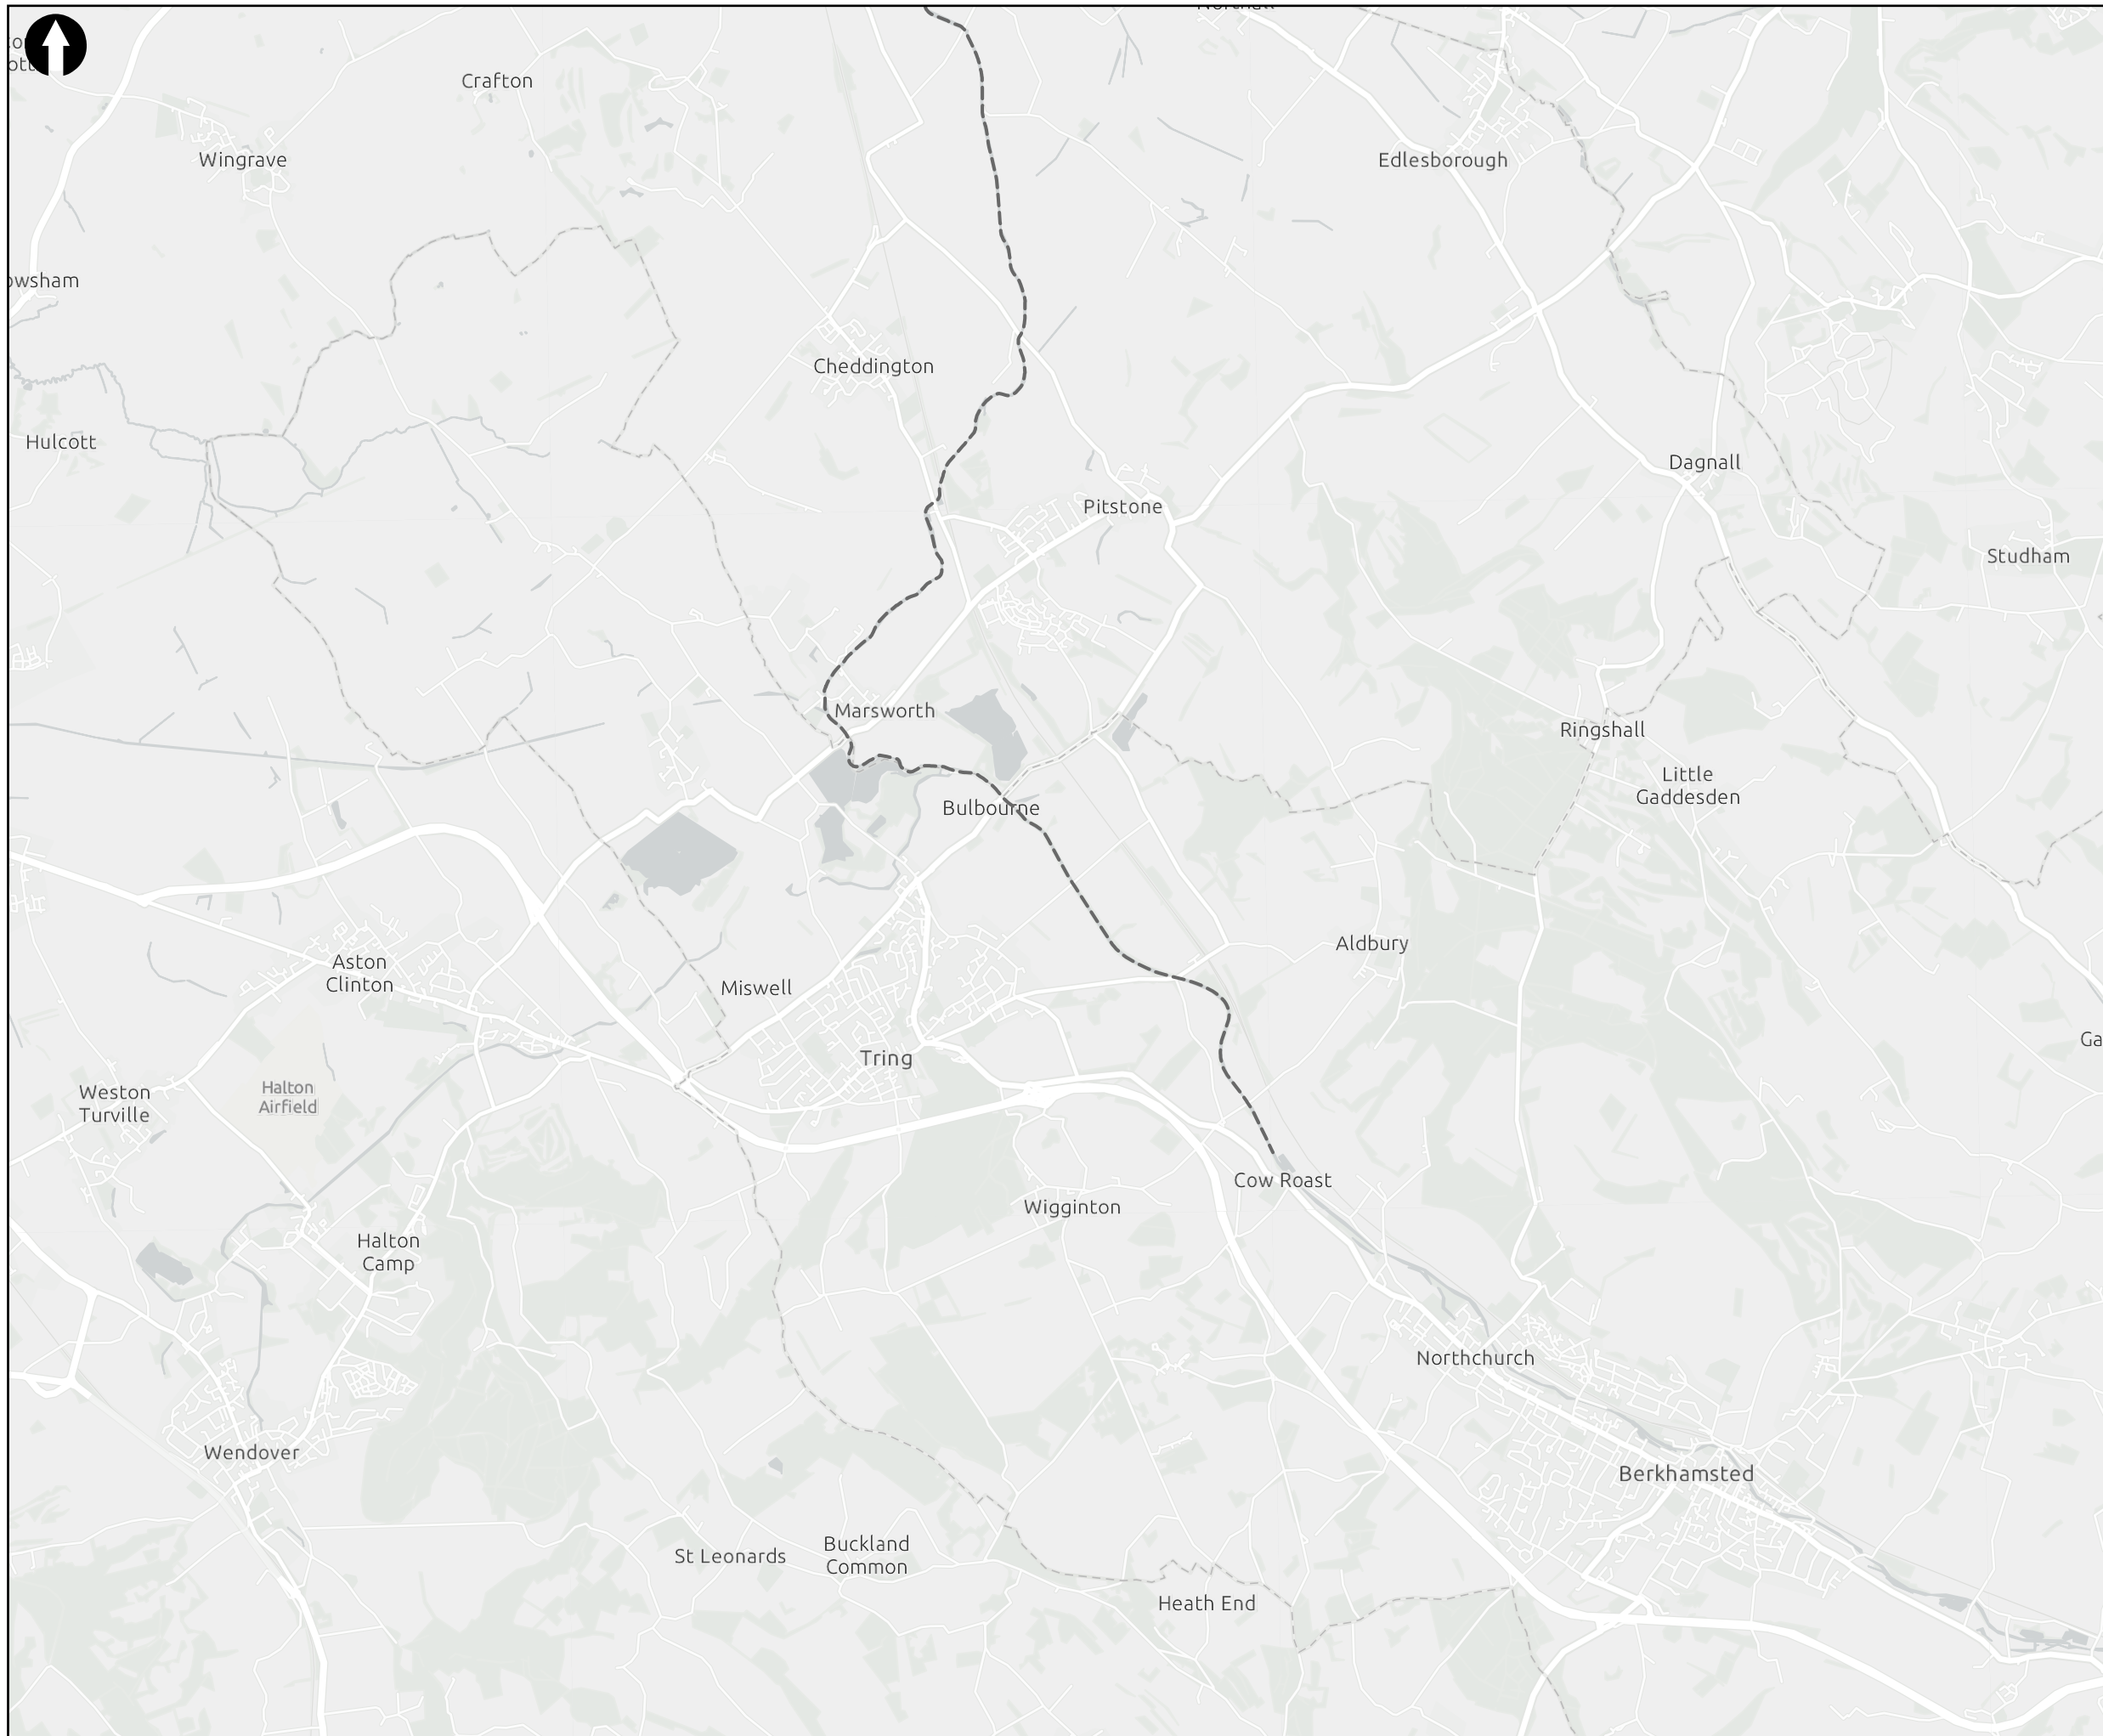 Crafton
Wingrave
Edlesborough
Cheddington
Hulcott
Dagnall
Pitstone
Studham
Marsworth
Ringshall
Little
Gaddesden
Bulbourne
Aldbury
Aston
Clinton
Miswell
Tring
Halton
Airfield
Weston
Turville
Cow Roast
Wigginton
Halton
Camp
Northchurch
Wendover
Berkhamsted
St Leonards
Buckland
Common
Heath End